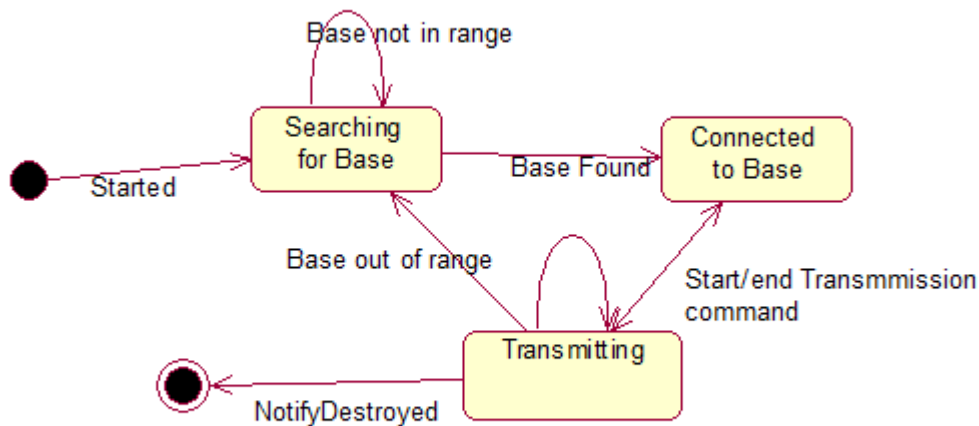 Base not in range
Searching
for Base
Connected
to Base
Started
Base Found
Base out of range
Start/end Transmmission
command
Transmitting
NotifyDestroyed